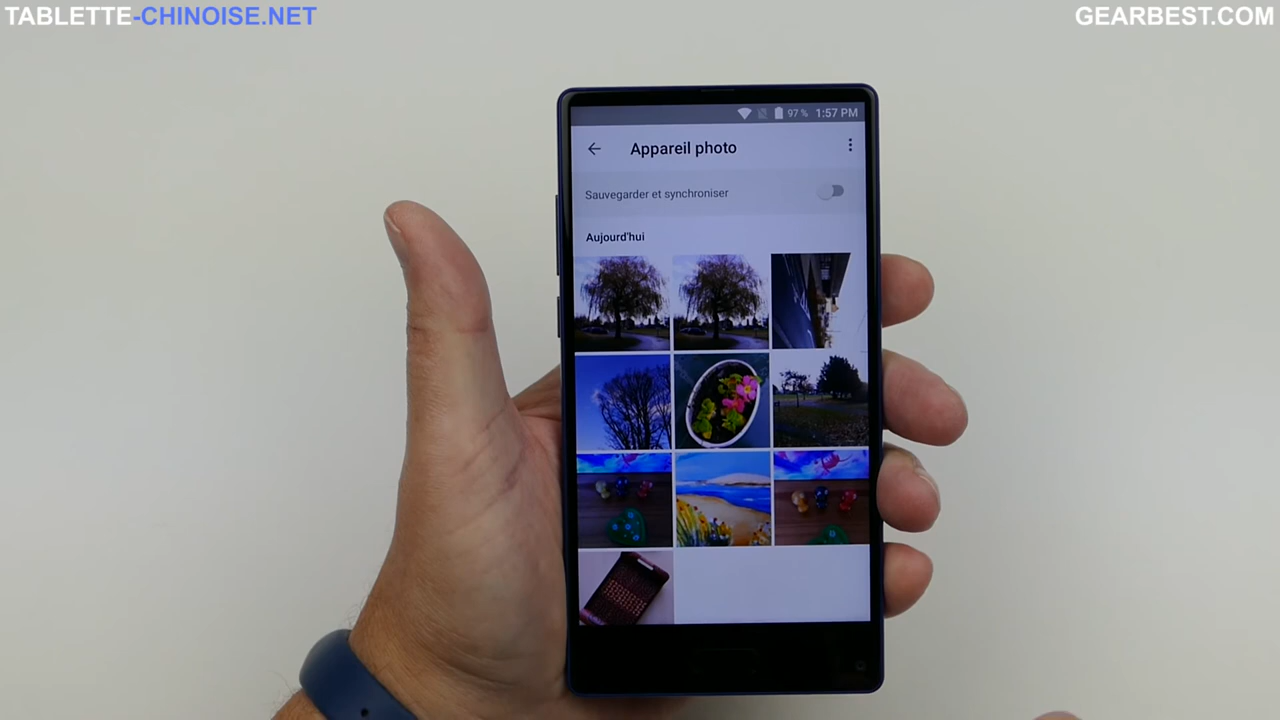 TABLETTE-CHINOISE.NET
GEARBEST.COM
97 % 1:57 PM
Appareil photo
Sauvegarder et synchroniser
Aujourd'hui